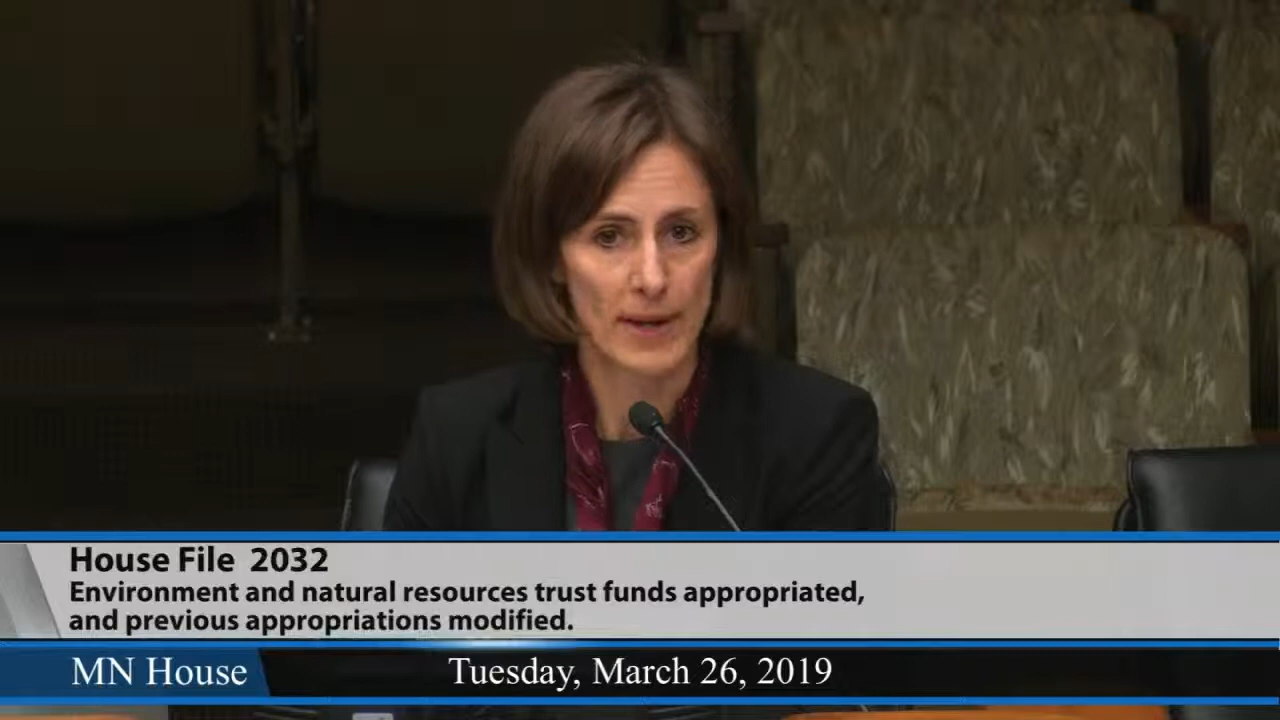 House File 2032
Environment and natural resources trust funds appropriated,
and previous appropriations modified.
MN House
Tuesday, March 26, 2019